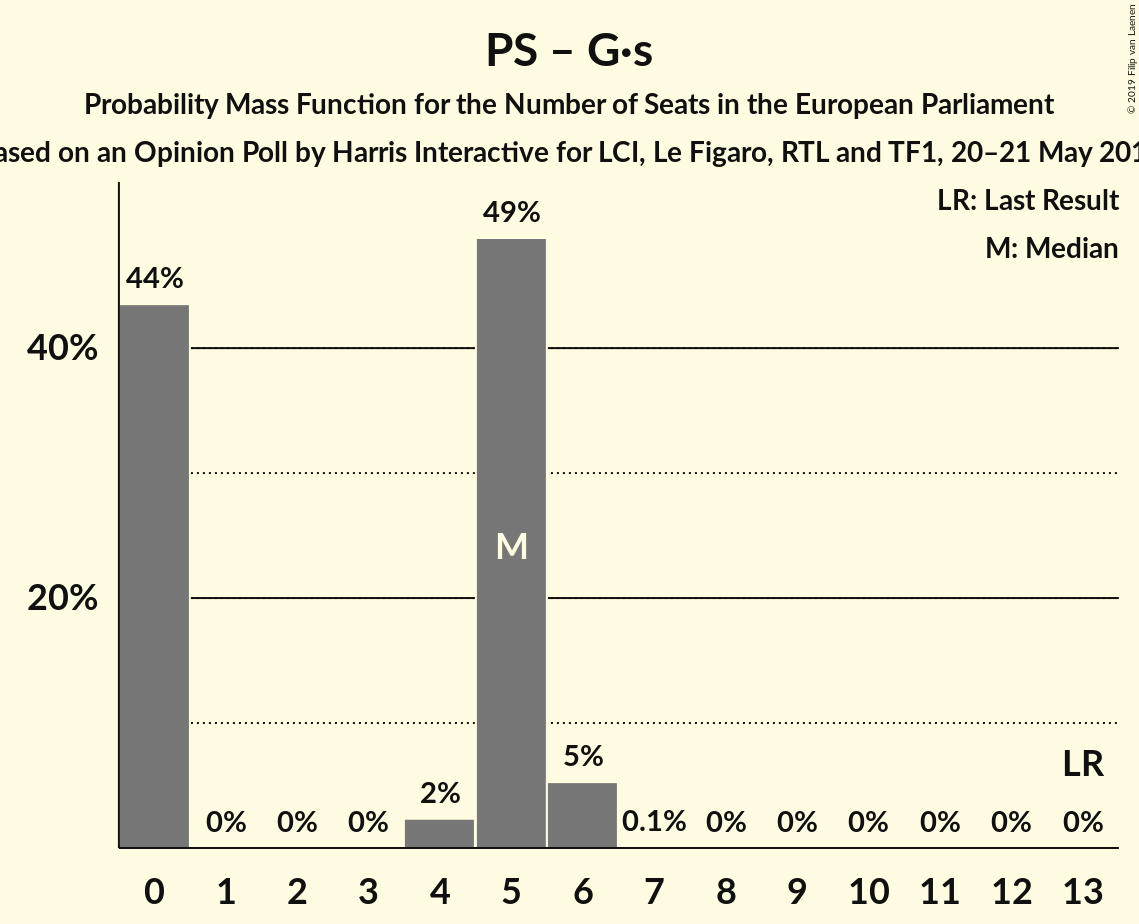 PS – G·s
Probability Mass Function for the Number of Seats in the European Parliament
ased on an Opinion Poll by Harris Interactive for LCI, Le Figaro, RTL and TF1, 20–21 May 201
© 2019 Filip van Laenen
LR: Last Result
M: Median
49%
44%
40%
M
20%
5%
LR
2%
0% 0% 0% 0.1% 0% 0% 0% 0% 0% 0%
0 1 2 3 4 5 6 7 8 9 10 11 12 13